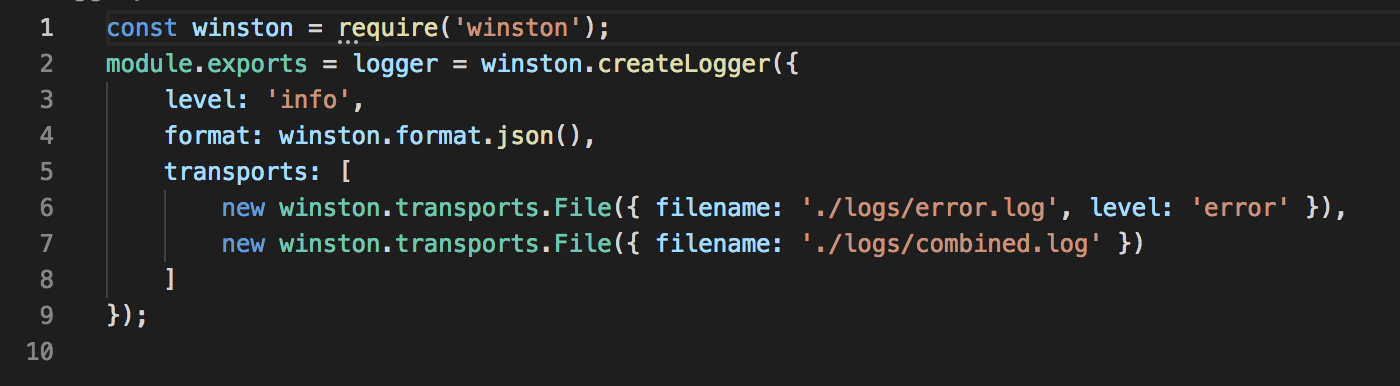 1 const winston = require('winston');
2 module.exports = logger = winston.createLogger({
3     level: 'info',
4     format: winston.format.json(),
5     transports: [
6         new winston.transports.File({ filename: './logs/error.log', level: 'error' }),
7         new winston.transports.File({ filename: './logs/combined.log' })
8     ]
9 });
10